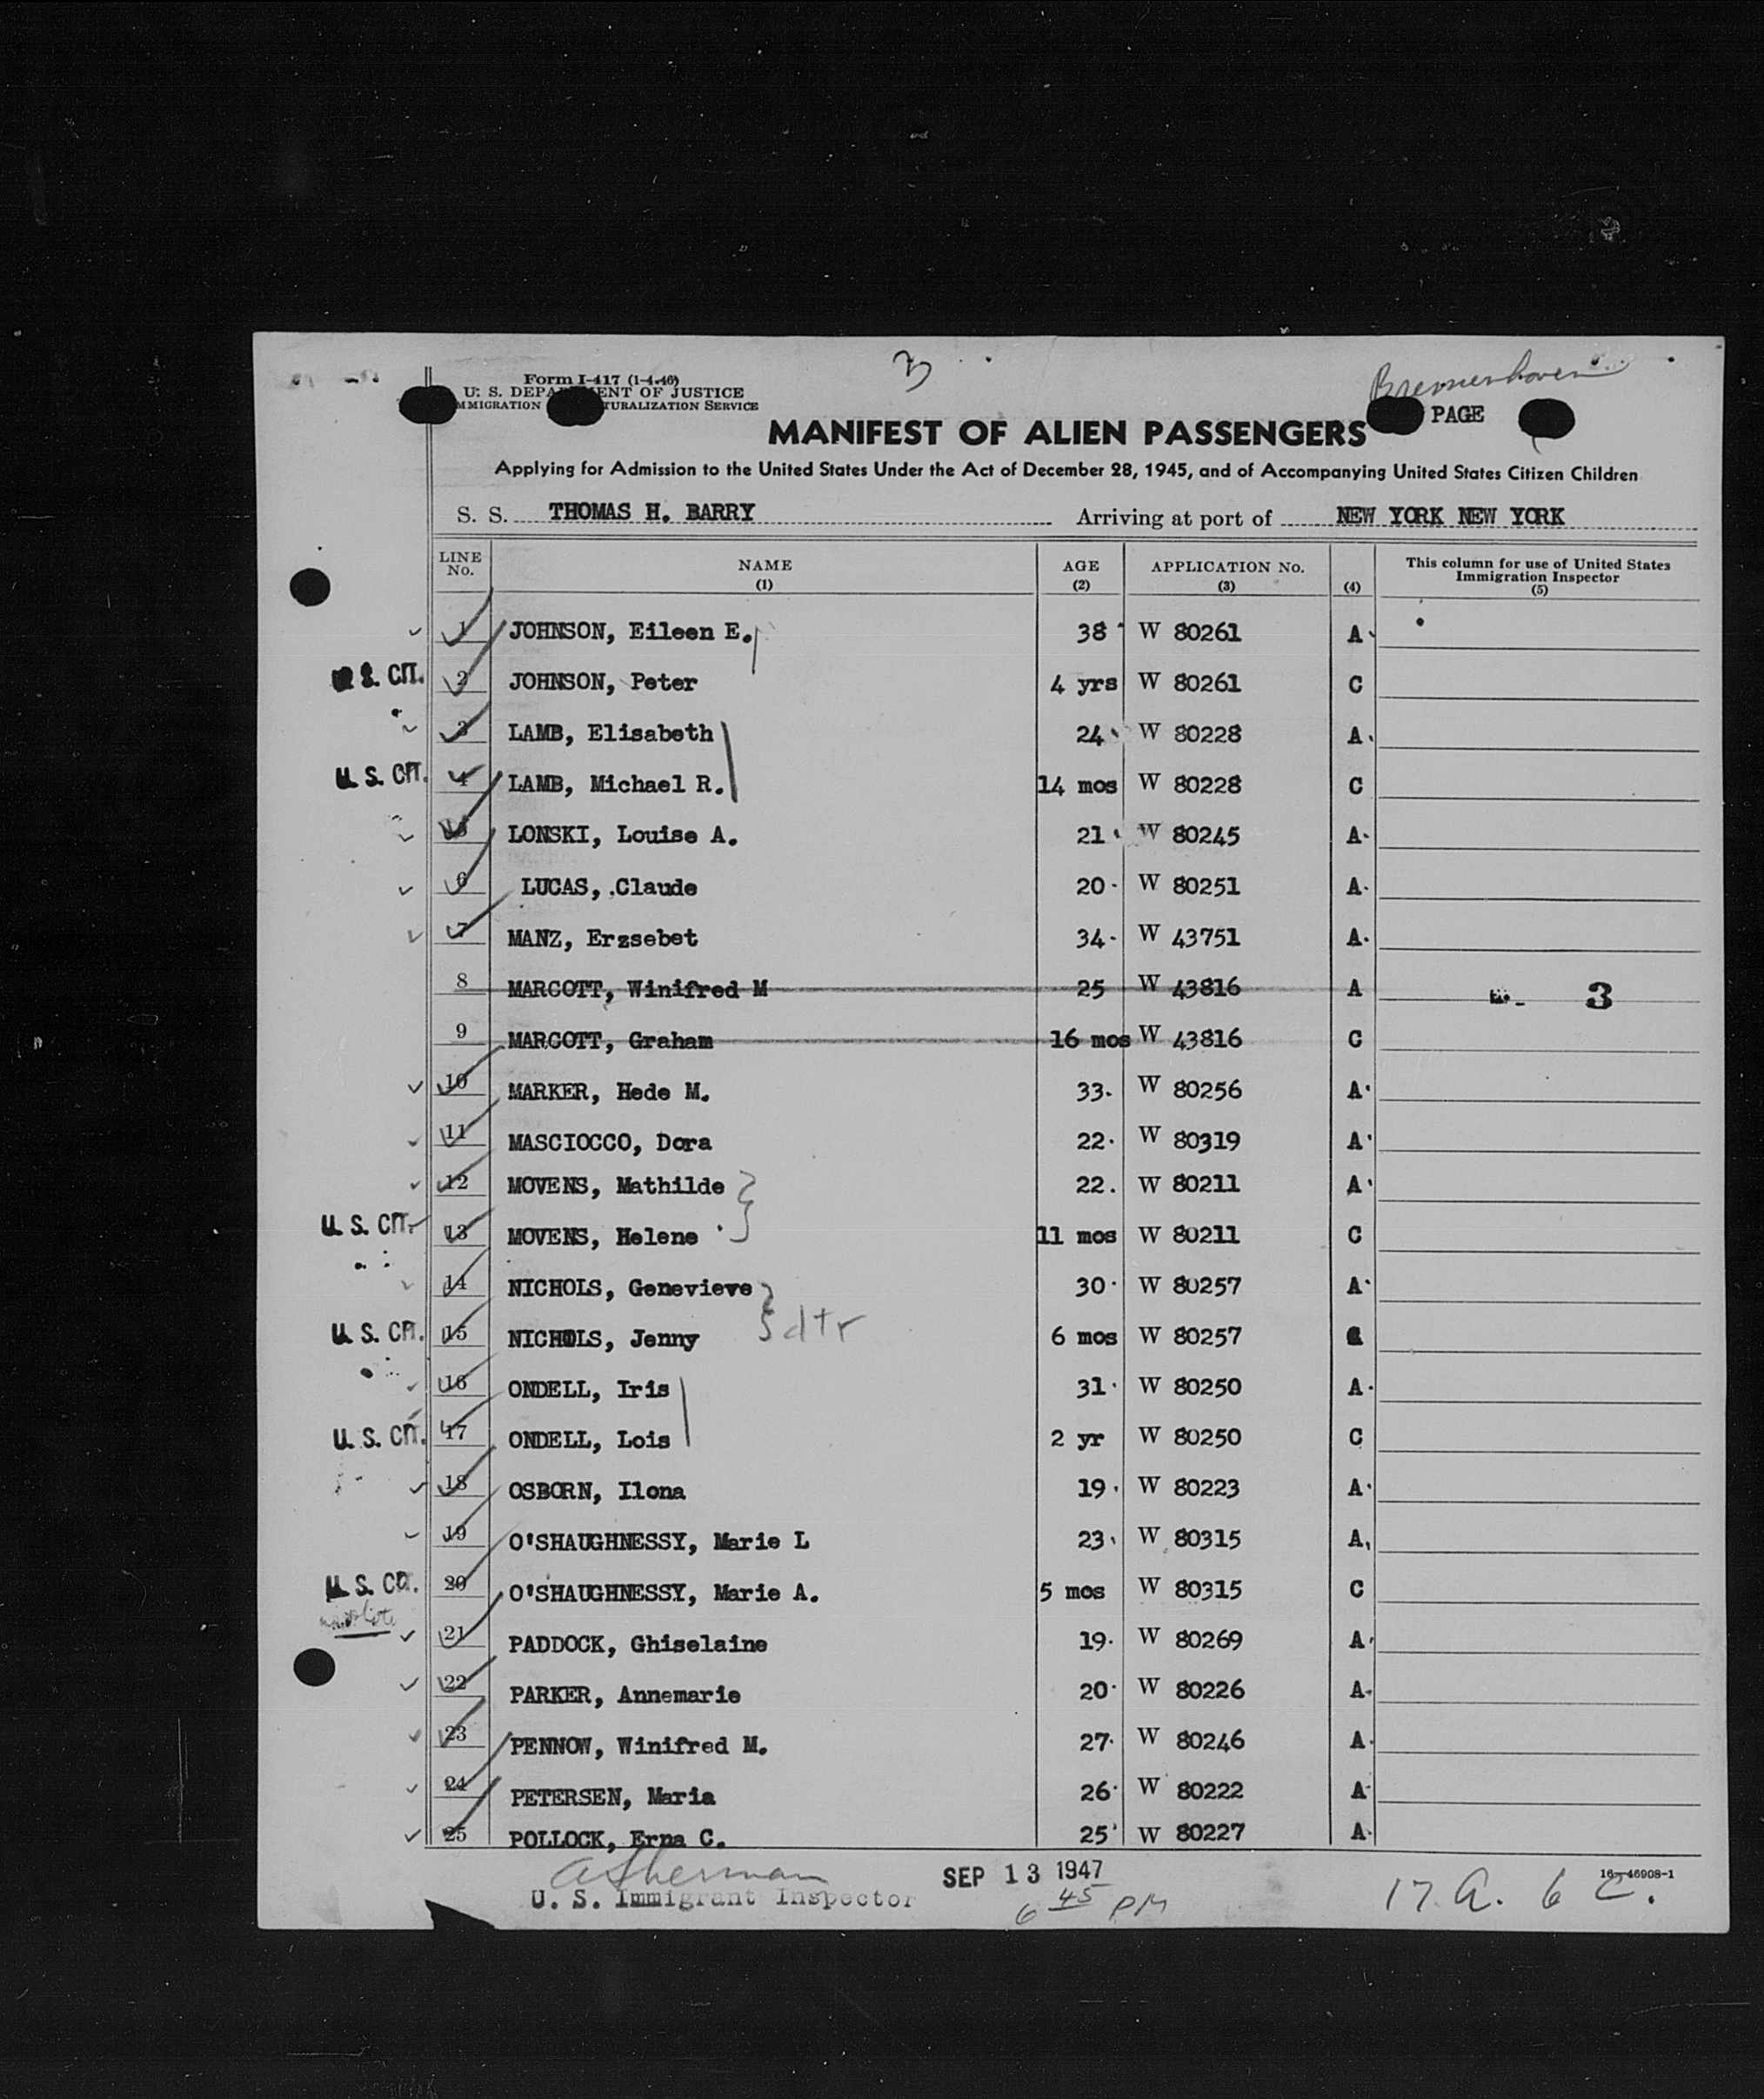 3
Bremerhaven
Form I-417 (1-4-46)
U. S. DEPA ENT OF JUSTICE
MMIGRATION TURALIZATION SERVICE
PAGE
MANIFEST OF ALIEN PASSENGERS
Applying for Admission to the United States Under the Act of December 28, 1945, and of Accompanying United States Citizen Children
S. S. THOMAS H. BARRY Arriving at port of NEW YORK NEW YORK
LINE No. NAME (1) AGE (2) APPLICATION No. (3) (4) This column for use of United States Immigration Inspector (5)
1 JOHNSON, Eileen E. 38 W 80261 A
U S. CIT. 2 JOHNSON, Peter 4 yrs W 80261 C
3 LAMB, Elisabeth 24 W 80228 A
U. S. CIT. 4 LAMB, Michael R. 14 mos W 80228 C
5 LONSKI, Louise A. 21 W 80245 A
6 LUCAS, Claude 20 W 80251 A
7 MANZ, Erzsebet 34 W 43751 A
8 MARCOTT, Winifred M 25 W 43816 A 3
9 MARCOTT, Graham 16 mos W 43816 C
10 MARKER, Hede M. 33 W 80256 A
11 MASCIOCCO, Dora 22 W 80319 A
12 MOVENS, Mathilde 22 W 80211 A
U. S. CIT. 13 MOVENS, Helene 11 mos W 80211 C
14 NICHOLS, Genevieve 30 W 80257 A
U. S. CIT. 15 NICHOLS, Jenny dtr 6 mos W 80257 C
16 ONDELL, Iris 31 W 80250 A
U. S. CIT. 17 ONDELL, Lois 2 yr W 80250 C
18 OSBORN, Ilona 19 W 80223 A
19 O'SHAUGHNESSY, Marie L 23 W 80315 A
U. S. CIT. 20 O'SHAUGHNESSY, Marie A. 5 mos W 80315 C
21 PADDOCK, Ghiselaine 19 W 80269 A
22 PARKER, Annemarie 20 W 80226 A
23 PENNOW, Winifred M. 27 W 80246 A
24 PETERSEN, Maria 26 W 80222 A
25 POLLOCK, Erna C. 25 W 80227 A
A Sherman
U. S. Immigrant Inspector
SEP 13 1947
6 45 PM
16-46908-1
17 A. 6 C.